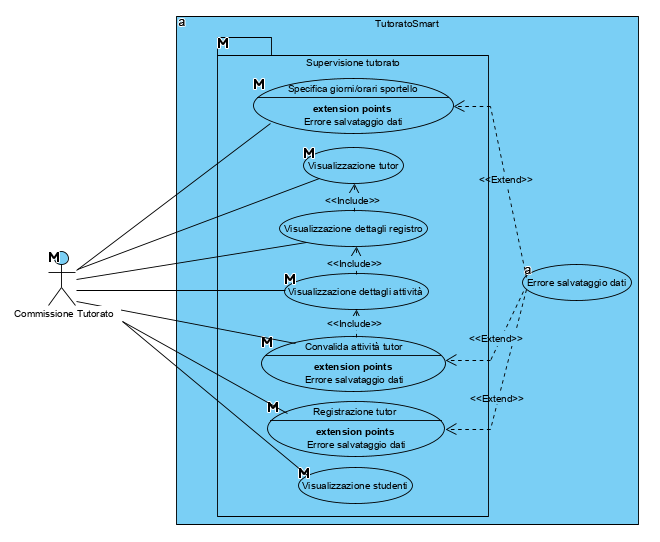 a
TutoratoSmart
M
Supervisione tutorato
M
Specifica giorni/orari sportello
extension points
Errore salvataggio dati
M
Visualizzazione tutor
<<Extend>>
<<Include>>
Visualizzazione dettagli registro
M
<<Include>>
Commissione Tutorato
M
Visualizzazione dettagli attività
a
Errore salvataggio dati
<<Include>>
M
Convalida attività tutor
extension points
Errore salvataggio dati
<<Extend>>
<<Extend>>
M
Registrazione tutor
extension points
Errore salvataggio dati
M
Visualizzazione studenti